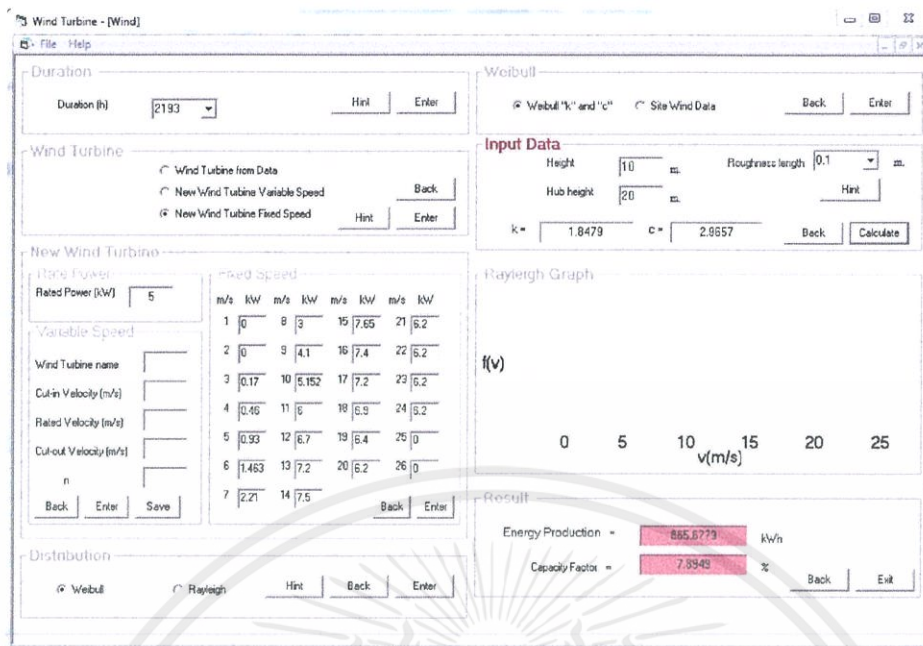 Wind Turbine - [Wind]
File Help
Duration
Duration (h) 2193 Hint Enter
Wind Turbine
Wind Turbine from Data
New Wind Turbine Variable Speed Back
New Wind Turbine Fixed Speed Hint Enter
New Wind Turbine
Rate Power
Rated Power (kW) 5
Variable Speed
Wind Turbine name
Cut-in Velocity (m/s)
Rated Velocity (m/s)
Cut-out Velocity (m/s)
n
Back Enter Save
Fixed Speed
m/s kW m/s kW m/s kW m/s kW
1 0 8 3 15 7.65 21 6.2
2 0 9 4.1 16 7.4 22 6.2
3 0.17 10 5.152 17 7.2 23 6.2
4 0.46 11 6 18 6.9 24 6.2
5 0.93 12 6.7 19 6.4 25 0
6 1.463 13 7.2 20 6.2 26 0
7 2.21 14 7.5 Back Enter
Distribution
Weibull Rayleigh Hint Back Enter
Weibull
Weibull "k" and "c" Site Wind Data Back Enter
Input Data
Height 10 m. Roughness length 0.1 m.
Hub height 20 m. Hint
k = 1.8479 c = 2.9657 Back Calculate
Rayleigh Graph
f(v)
0 5 10 15 20 25
v(m/s)
Result
Energy Production = 865.6779 kWh
Capacity Factor = 7.8949 %
Back Exit